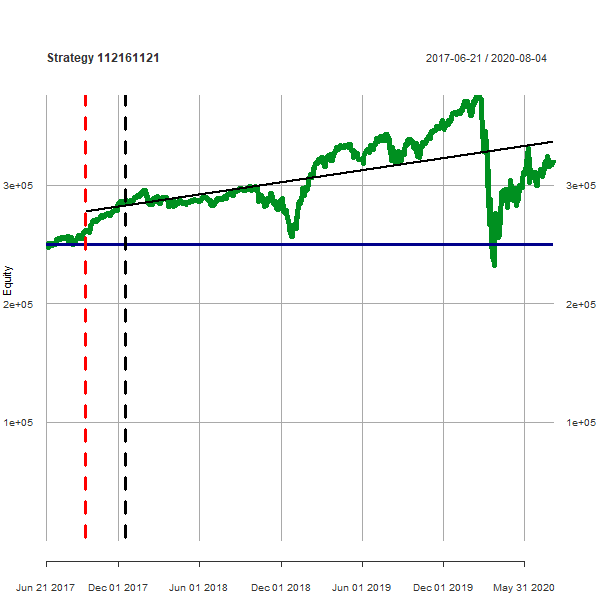 Strategy 112161121
2017-06-21 / 2020-08-04
3e+05
3e+05
Equity
2e+05
2e+05
1e+05
1e+05
Jun 21 2017
Dec 01 2017
Jun 01 2018
Dec 01 2018
Jun 01 2019
Dec 01 2019
May 31 2020